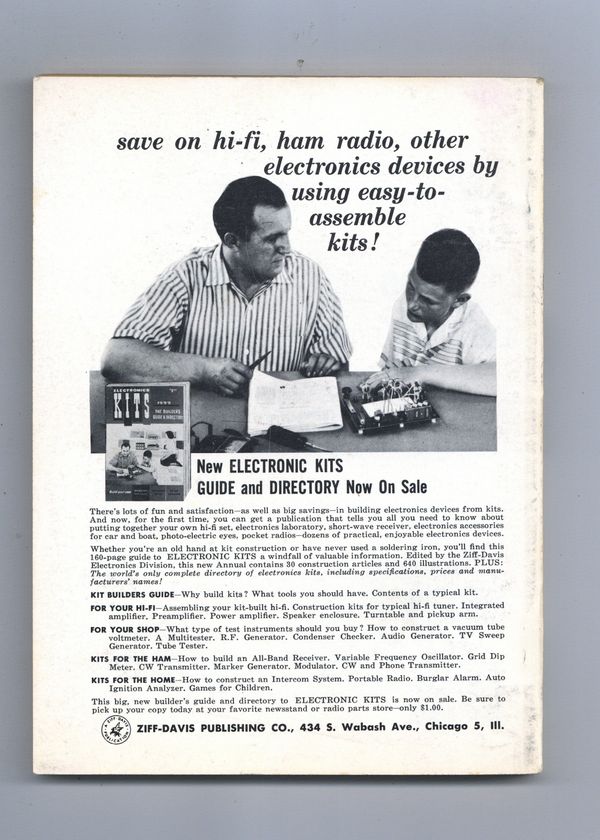 save on hi-fi, ham radio, other
electronics devices by
using easy-to-
assemble
kits!
ELECTRONICS
KITS
THE BUILDERS
GUIDE & DIRECTORY
New ELECTRONIC KITS
GUIDE and DIRECTORY Now On Sale
There's lots of fun and satisfaction—as well as big savings—in building electronics devices from kits.
And now, for the first time, you can get a publication that tells you all you need to know about
putting together your own hi-fi set, electronics laboratory, short-wave receiver, electronics accessories
for car and boat, photo-electric eyes, pocket radios—dozens of practical, enjoyable electronics devices.
Whether you're an old hand at kit construction or have never used a soldering iron, you'll find this
160-page guide to ELECTRONIC KITS a windfall of valuable information. Edited by the Ziff-Davis
Electronics Division, this new Annual contains 30 construction articles and 640 illustrations. PLUS:
The world's only complete directory of electronics kits, including specifications, prices and manu-
facturers' names!
KIT BUILDERS GUIDE—Why build kits? What tools you should have. Contents of a typical kit.
FOR YOUR HI-FI—Assembling your kit-built hi-fi. Construction kits for typical hi-fi tuner. Integrated
amplifier. Preamplifier. Power amplifier. Speaker enclosure. Turntable and pickup arm.
FOR YOUR SHOP—What type of test instruments should you buy? How to construct a vacuum tube
voltmeter. A Multitester. R.F. Generator. Condenser Checker. Audio Generator. TV Sweep
Generator. Tube Tester.
KITS FOR THE HAM—How to build an All-Band Receiver. Variable Frequency Oscillator. Grid Dip
Meter. CW Transmitter. Marker Generator. Modulator. CW and Phone Transmitter.
KITS FOR THE HOME—How to construct an Intercom System. Portable Radio. Burglar Alarm. Auto
Ignition Analyzer. Games for Children.
This big, new builder's guide and directory to ELECTRONIC KITS is now on sale. Be sure to
pick up your copy today at your favorite newsstand or radio parts store—only $1.00.
A ZIFF-DAVIS PUBLICATION
ZIFF-DAVIS PUBLISHING CO., 434 S. Wabash Ave., Chicago 5, Ill.